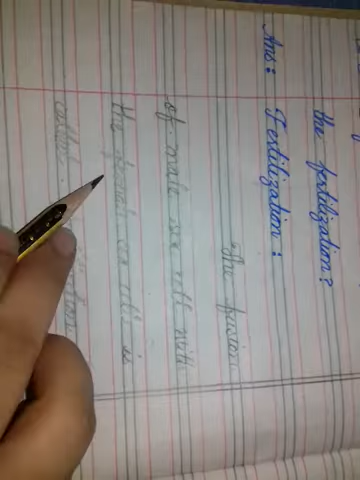 the fertilization?
Ans: Fertilization:
The fusion
of male sex cell with
the female sex cell is
called